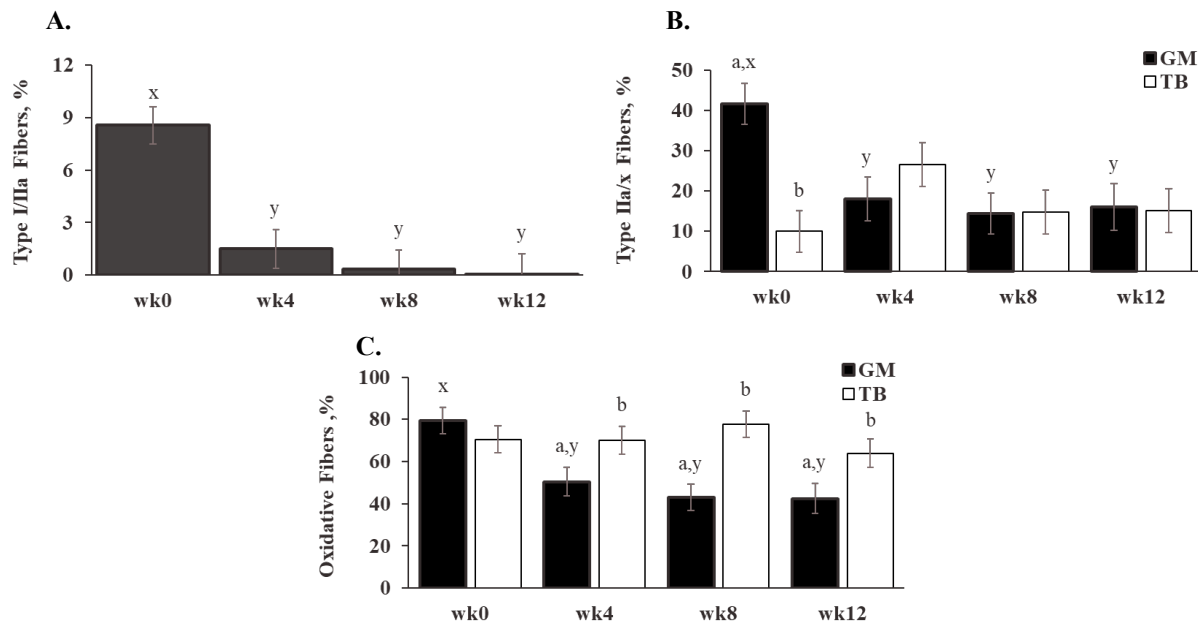 A.
Type I/IIa Fibers, %
12
9
6
3
0
x
y
y
y
wk0
wk4
wk8
wk12
B.
Type IIa/x Fibers, %
GM
TB
50
40
30
20
10
0
a,x
b
y
y
y
wk0
wk4
wk8
wk12
C.
Oxidative Fibers ,%
GM
TB
100
80
60
40
20
0
x
a,y
b
a,y
b
a,y
b
wk0
wk4
wk8
wk12